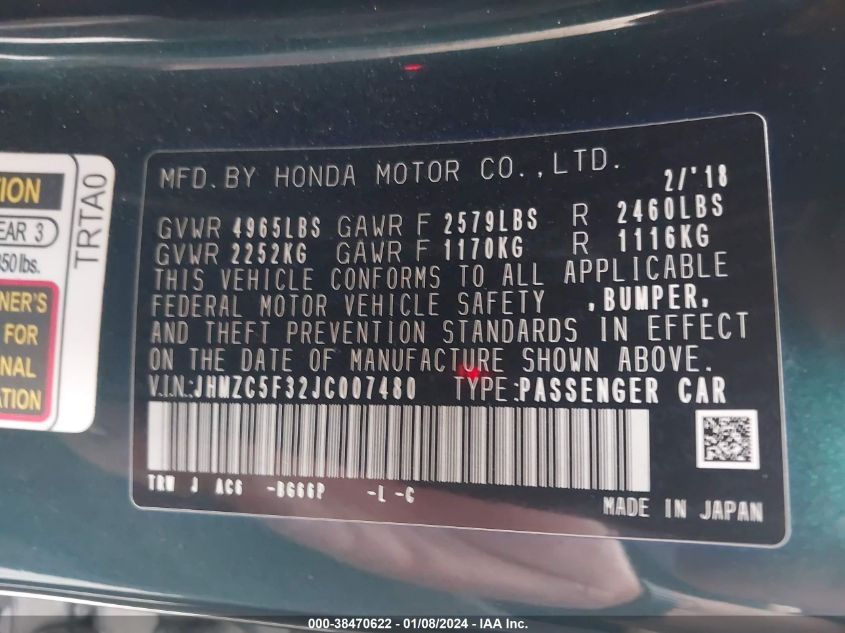 TION
EAR 3
850 lbs.
NER'S
FOR
NAL
ATION
TRTA0
MFD. BY HONDA MOTOR CO., LTD. 2/'18
GVWR 4965LBS GAWR F 2579LBS R 2460LBS
GVWR 2252KG GAWR F 1170KG R 1116KG
THIS VEHICLE CONFORMS TO ALL APPLICABLE
FEDERAL MOTOR VEHICLE SAFETY ,BUMPER,
AND THEFT PREVENTION STANDARDS IN EFFECT
ON THE DATE OF MANUFACTURE SHOWN ABOVE.
V.I.N.:JHMZC5F32JC007480 TYPE:PASSENGER CAR
TRW J AC6 -BG66P -L -C
MADE IN JAPAN
000-38470622 - 01/08/2024 - IAA Inc.